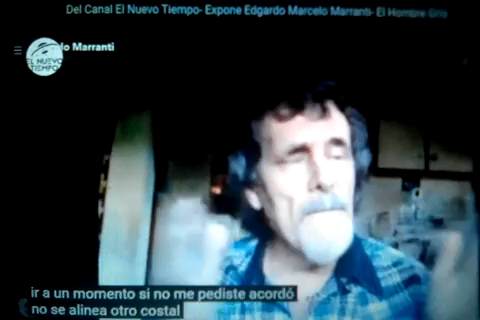 Del Canal El Nuevo Tiempo- Expone Edgardo Marcelo Marranti- El Hombre Gris
lo Marranti
EL NUEVO
TIEMPO
ir a un momento si no me pediste acordó
no se alinea otro costal